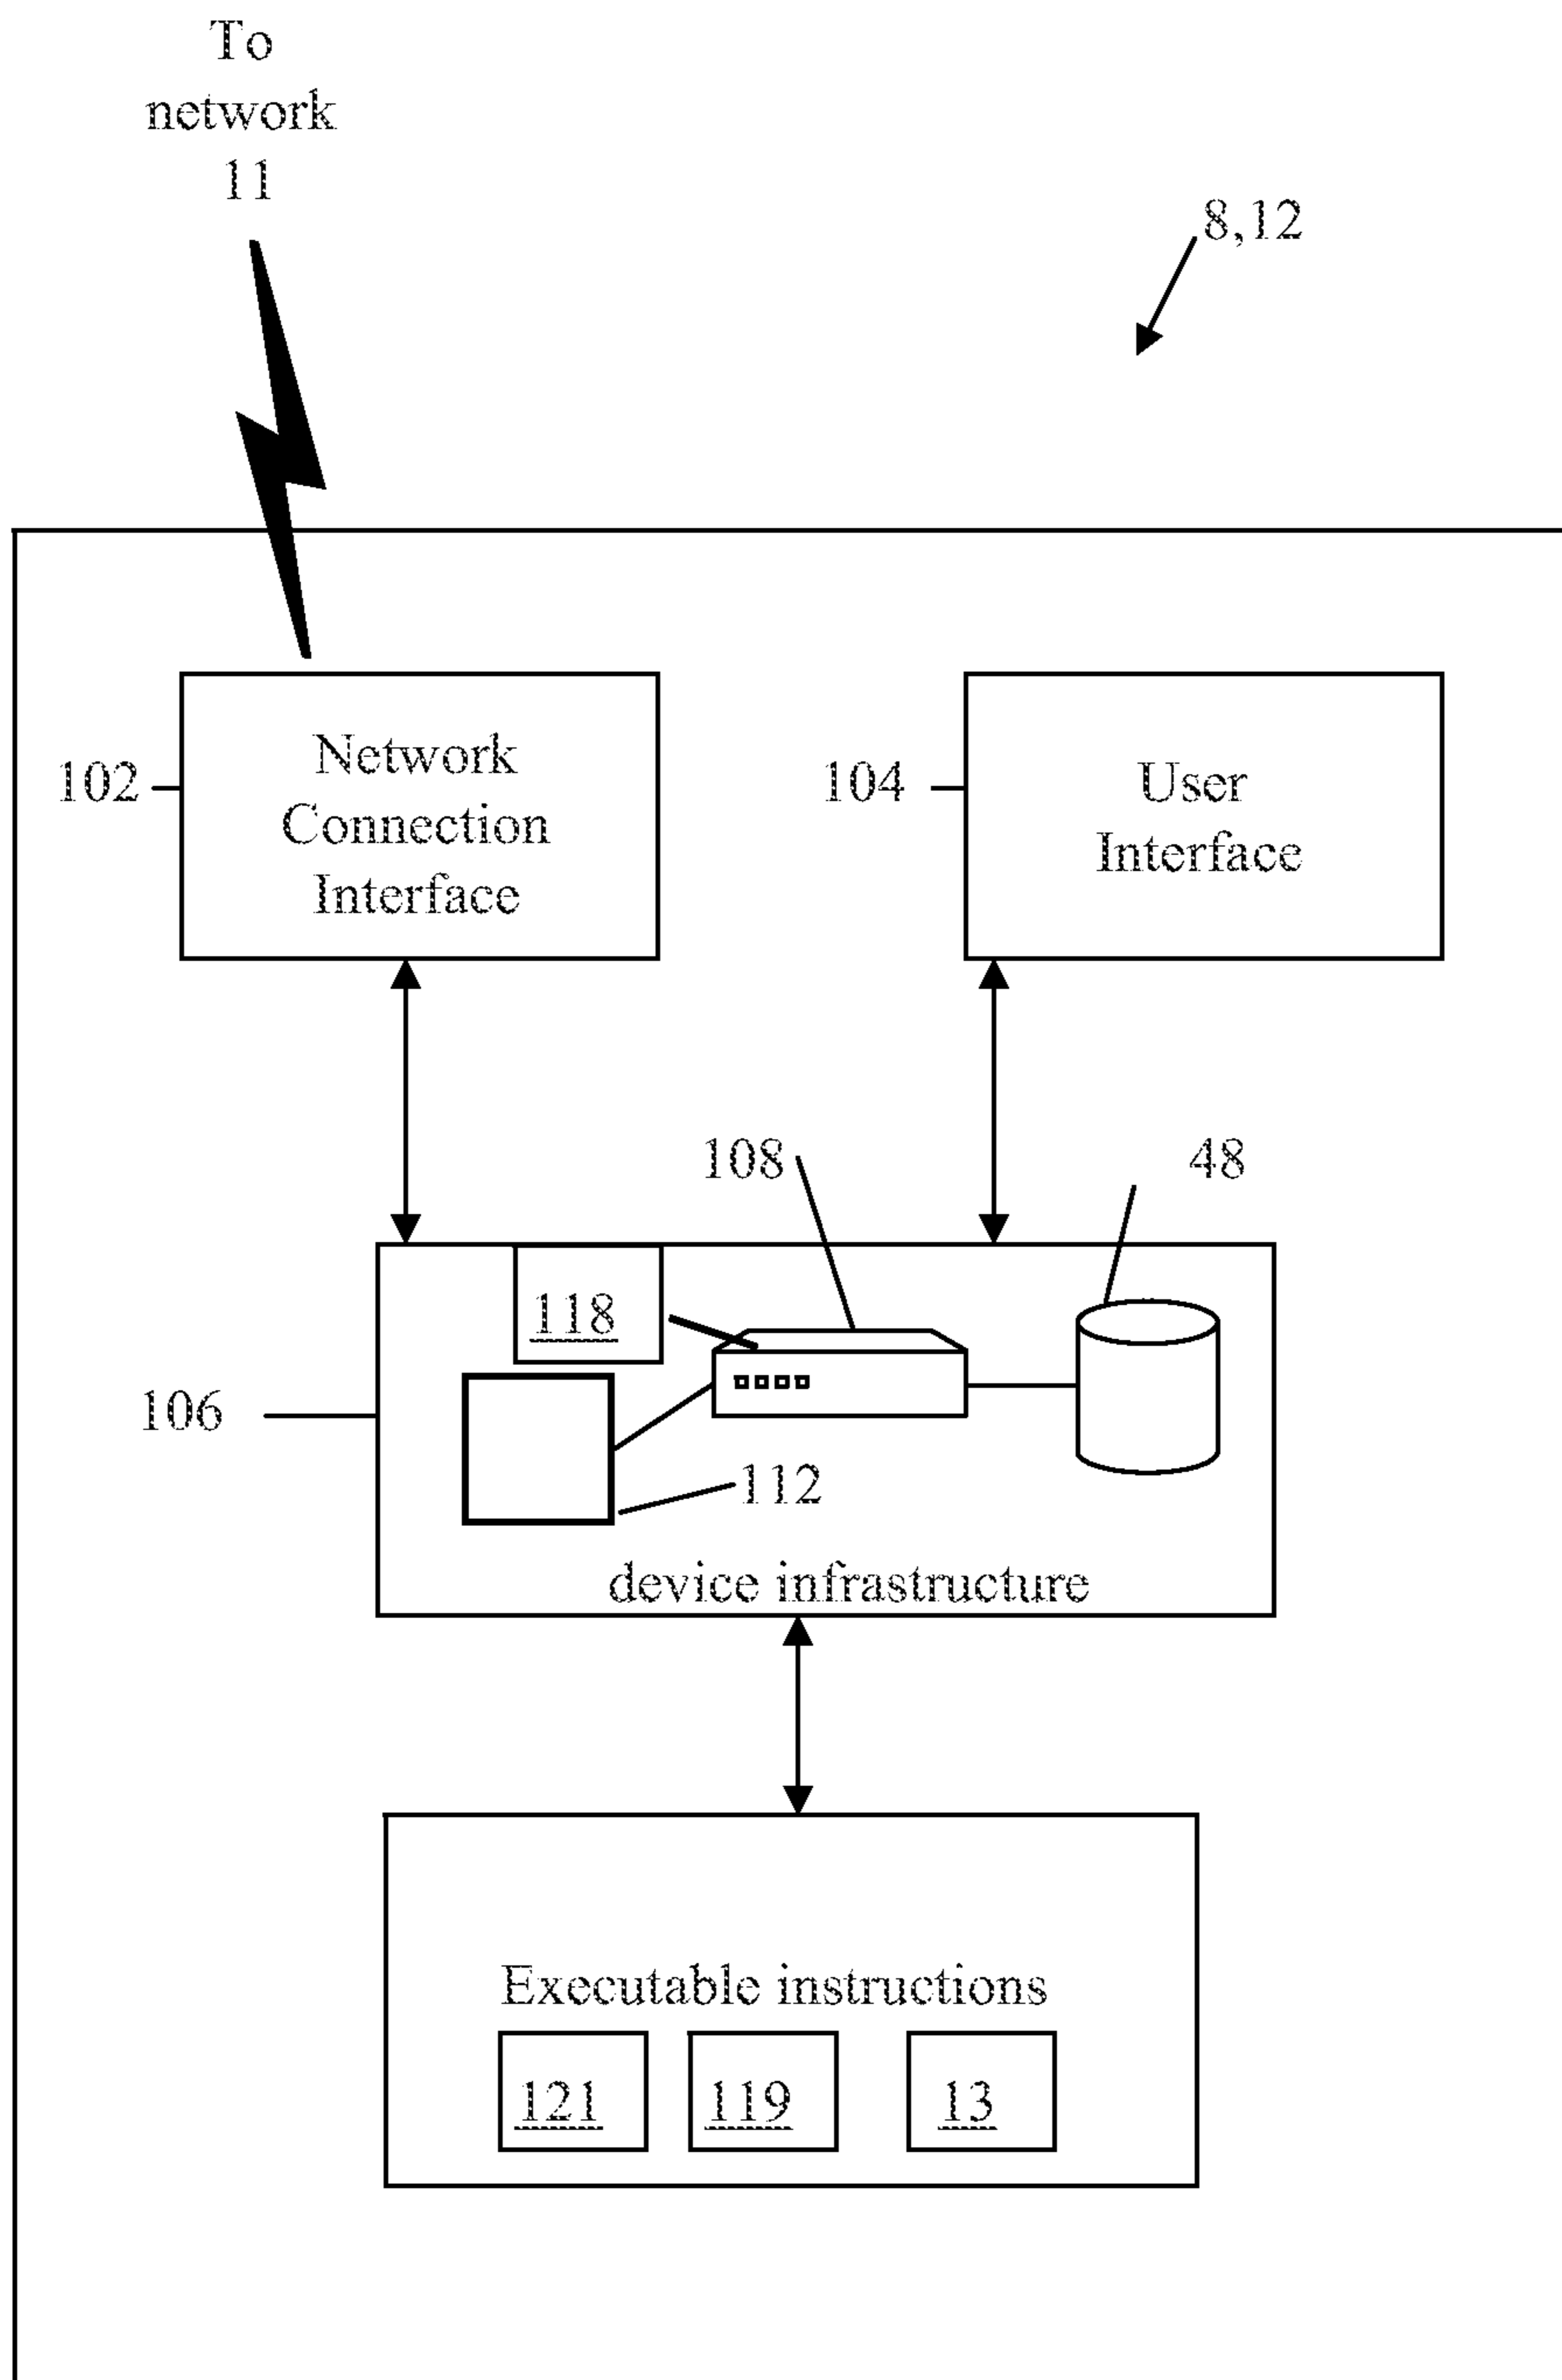 To
network
11
8,12
102
Network
Connection
Interface
104
User
Interface
108
48
118
106
112
device infrastructure
Executable instructions
121
119
13